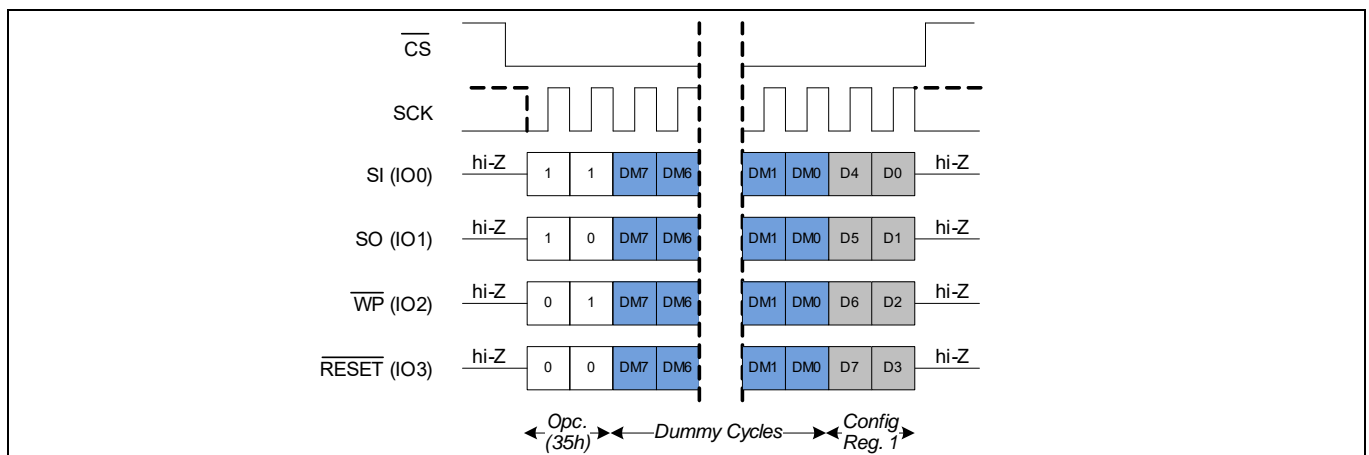 CS
SCK
SI (IO0) hi-Z 1 1 DM7 DM6 DM1 DM0 D4 D0 hi-Z
SO (IO1) hi-Z 1 0 DM7 DM6 DM1 DM0 D5 D1 hi-Z
WP (IO2) hi-Z 0 1 DM7 DM6 DM1 DM0 D6 D2 hi-Z
RESET (IO3) hi-Z 0 0 DM7 DM6 DM1 DM0 D7 D3 hi-Z
Opc. (35h) Dummy Cycles Config Reg. 1